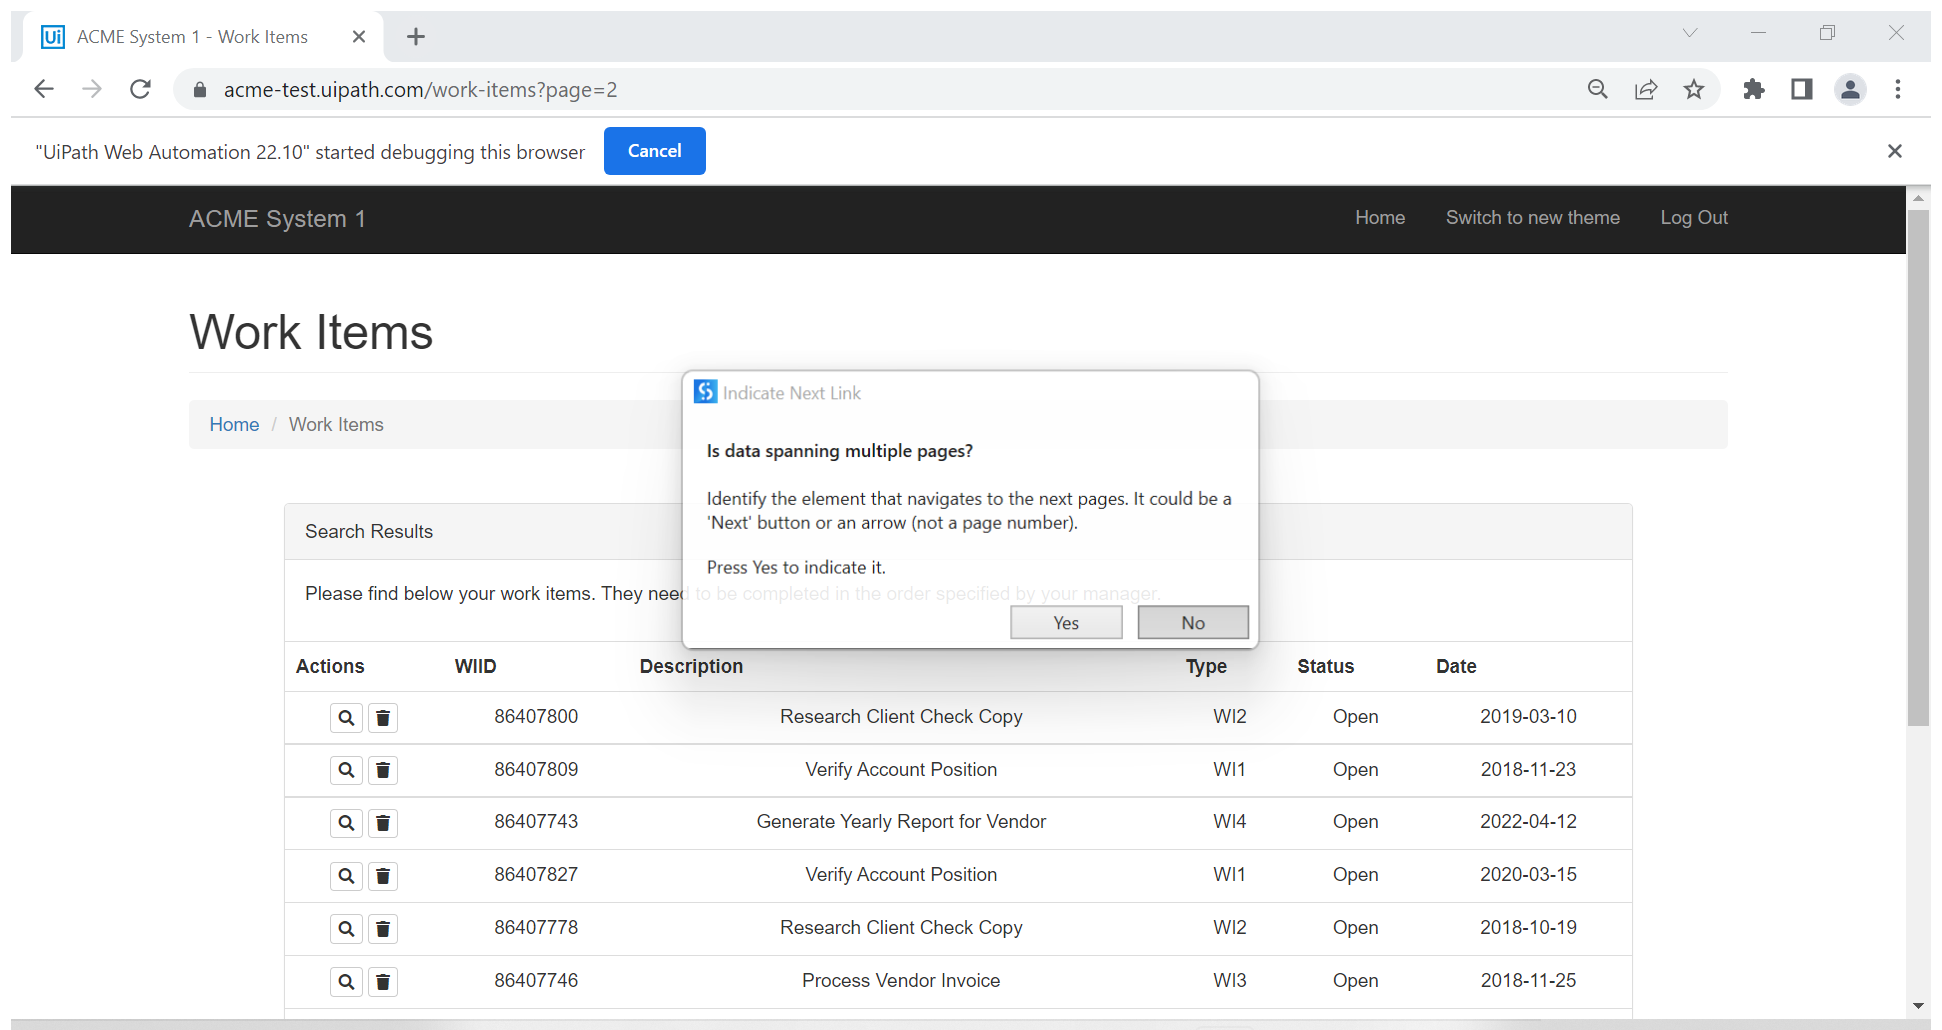 Ui ACME System 1 - Work Items
acme-test.uipath.com/work-items?page=2
"UiPath Web Automation 22.10" started debugging this browser Cancel
ACME System 1 Home Switch to new theme Log Out
Work Items
Home / Work Items
Indicate Next Link
Is data spanning multiple pages?
Identify the element that navigates to the next pages. It could be a
'Next' button or an arrow (not a page number).
Press Yes to indicate it.
Yes No
Search Results
Please find below your work items. They need to be completed in the order specified by your manager.
Actions WIID Description Type Status Date
86407800 Research Client Check Copy WI2 Open 2019-03-10
86407809 Verify Account Position WI1 Open 2018-11-23
86407743 Generate Yearly Report for Vendor WI4 Open 2022-04-12
86407827 Verify Account Position WI1 Open 2020-03-15
86407778 Research Client Check Copy WI2 Open 2018-10-19
86407746 Process Vendor Invoice WI3 Open 2018-11-25